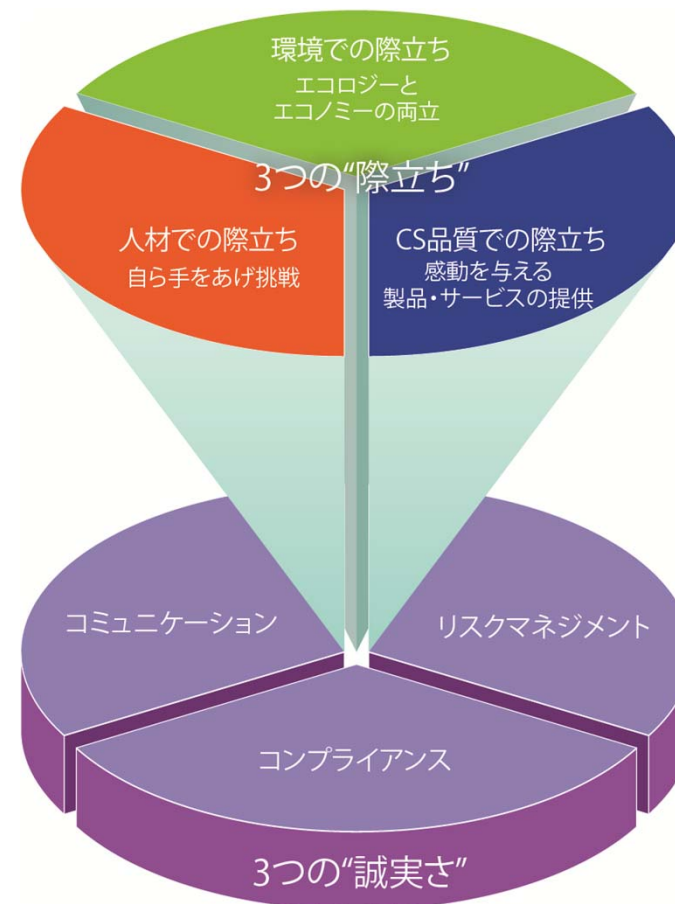 環境での際立ち
エコロジーと
エコノミーの両立
3つの“際立ち”
人材での際立ち
自ら手をあげ挑戦
CS品質での際立ち
感動を与える
製品・サービスの提供
コミュニケーション
リスクマネジメント
コンプライアンス
3つの“誠実さ”